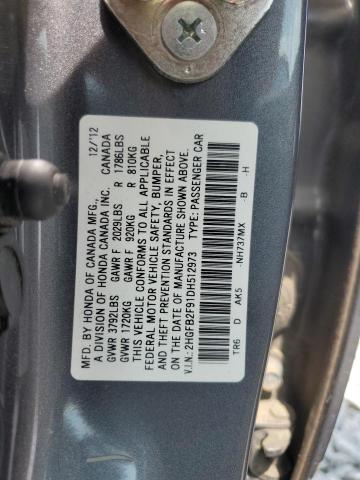 MFD. BY HONDA OF CANADA MFG., 12/12
A DIVISION OF HONDA CANADA INC. CANADA
GVWR 3792LBS GAWR F 2029LBS R 1786LBS
GVWR 1720KG GAWR F 920KG R 810KG
THIS VEHICLE CONFORMS TO ALL APPLICABLE
FEDERAL MOTOR VEHICLE SAFETY, BUMPER,
AND THEFT PREVENTION STANDARDS IN EFFECT
ON THE DATE OF MANUFACTURE SHOWN ABOVE.
V.I.N.: 2HGFB2F91DH512973 TYPE: PASSENGER CAR
TR6 D AK5 -NH737MX -B -H